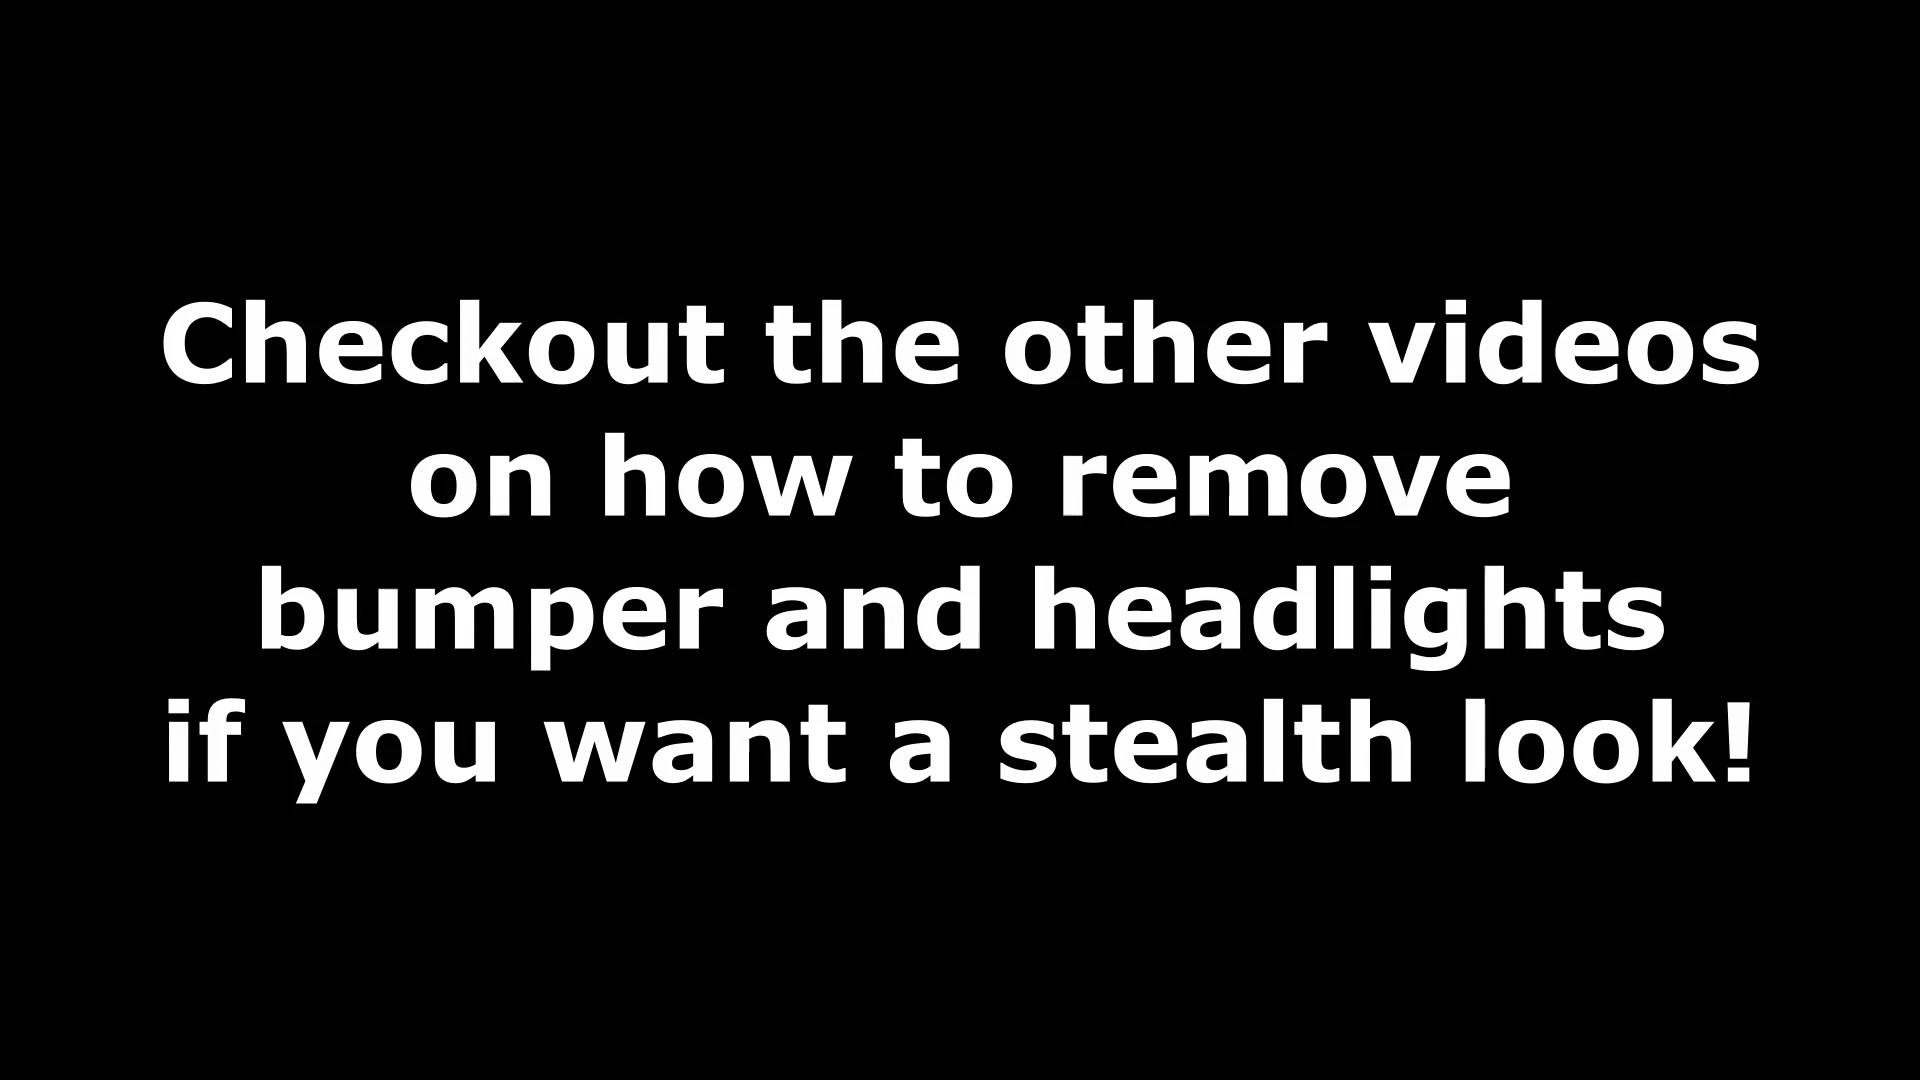 Checkout the other videos
on how to remove
bumper and headlights
if you want a stealth look!